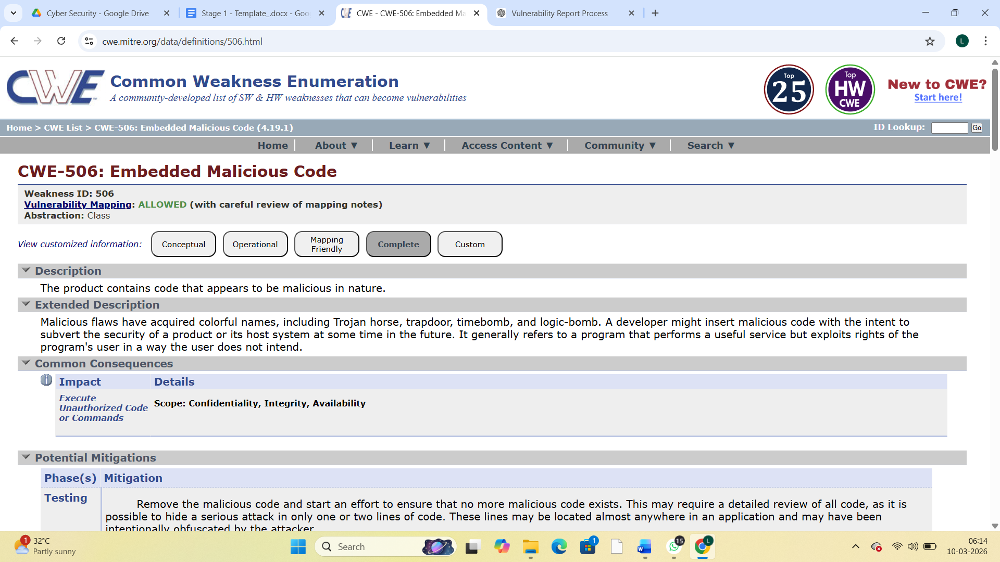 Cyber Security - Google Drive
Stage 1 - Template_.docx - Goo
CWE - CWE-506: Embedded Ma
Vulnerability Report Process
cwe.mitre.org/data/definitions/506.html
L
CWE
Common Weakness Enumeration
A community-developed list of SW & HW weaknesses that can become vulnerabilities
Top
25
Top
HW
CWE
New to CWE?
Start here!
Home > CWE List > CWE-506: Embedded Malicious Code (4.19.1)
ID Lookup:
Go
Home
About ▼
Learn ▼
Access Content ▼
Community ▼
Search ▼
CWE-506: Embedded Malicious Code
Weakness ID: 506
Vulnerability Mapping: ALLOWED (with careful review of mapping notes)
Abstraction: Class
View customized information:
Conceptual
Operational
Mapping
Friendly
Complete
Custom
Description
The product contains code that appears to be malicious in nature.
Extended Description
Malicious flaws have acquired colorful names, including Trojan horse, trapdoor, timebomb, and logic-bomb. A developer might insert malicious code with the intent to
subvert the security of a product or its host system at some time in the future. It generally refers to a program that performs a useful service but exploits rights of the
program's user in a way the user does not intend.
Common Consequences
Impact
Details
Execute
Unauthorized Code
or Commands
Scope: Confidentiality, Integrity, Availability
Potential Mitigations
Phase(s)
Mitigation
Testing
Remove the malicious code and start an effort to ensure that no more malicious code exists. This may require a detailed review of all code, as it is
possible to hide a serious attack in only one or two lines of code. These lines may be located almost anywhere in an application and may have been
intentionally obfuscated by the attacker.
1
32°C
Partly sunny
Search
1
W
15
L
06:14
10-03-2026